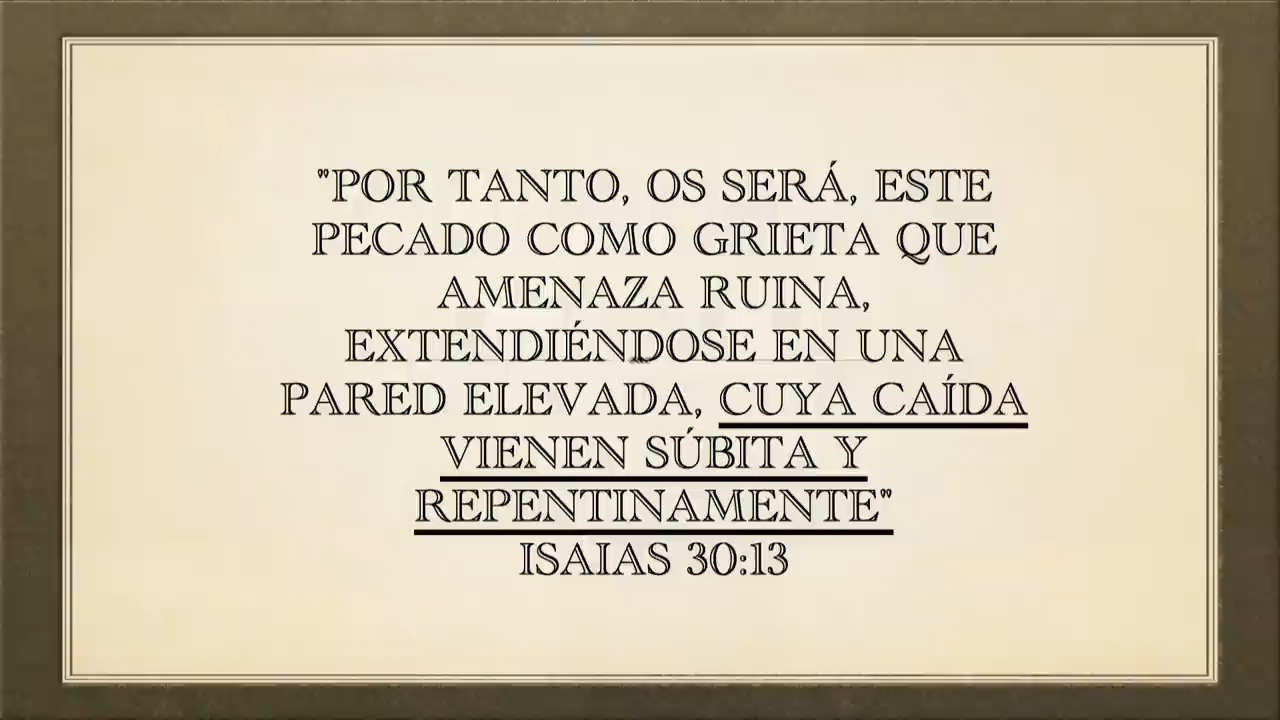 "POR TANTO, OS SERÁ, ESTE
PECADO COMO GRIETA QUE
AMENAZA RUINA,
EXTENDIÉNDOSE EN UNA
PARED ELEVADA, CUYA CAÍDA
VIENEN SÚBITA Y
REPENTINAMENTE"
ISAIAS 30:13